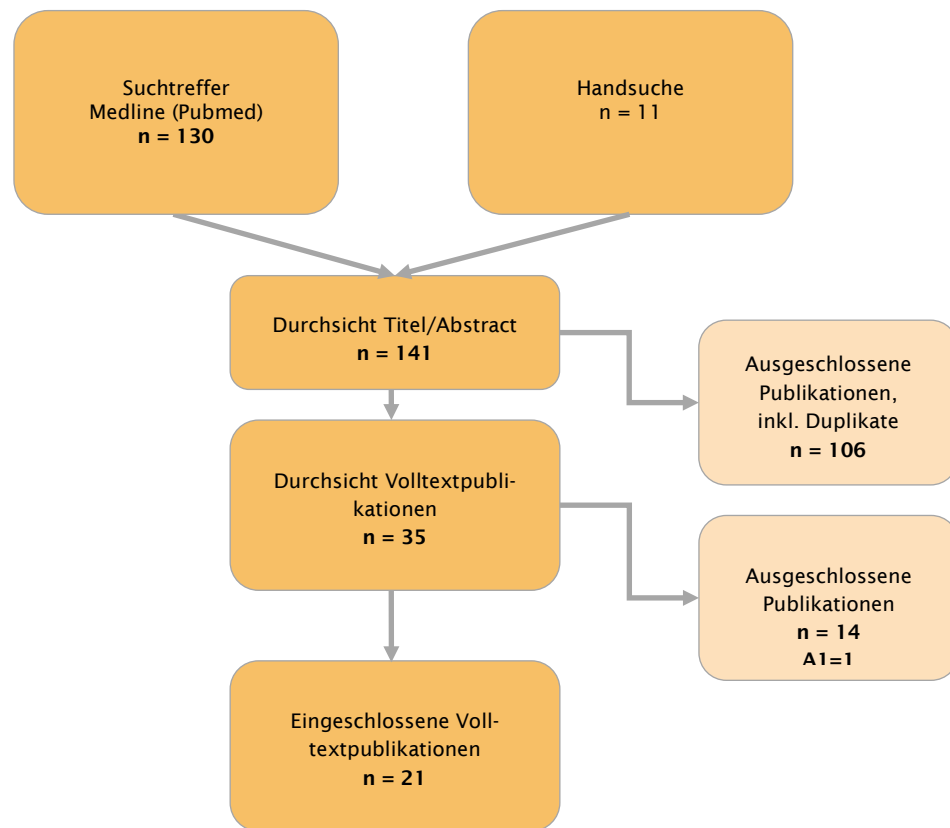 Suchtreffer
Medline (Pubmed)
n = 130
Handsuche
n = 11
Durchsicht Titel/Abstract
n = 141
Ausgeschlossene
Publikationen,
inkl. Duplikate
n = 106
Durchsicht Volltextpubli-
kationen
n = 35
Ausgeschlossene
Publikationen
n = 14
A1=1
Eingeschlossene Voll-
textpublikationen
n = 21